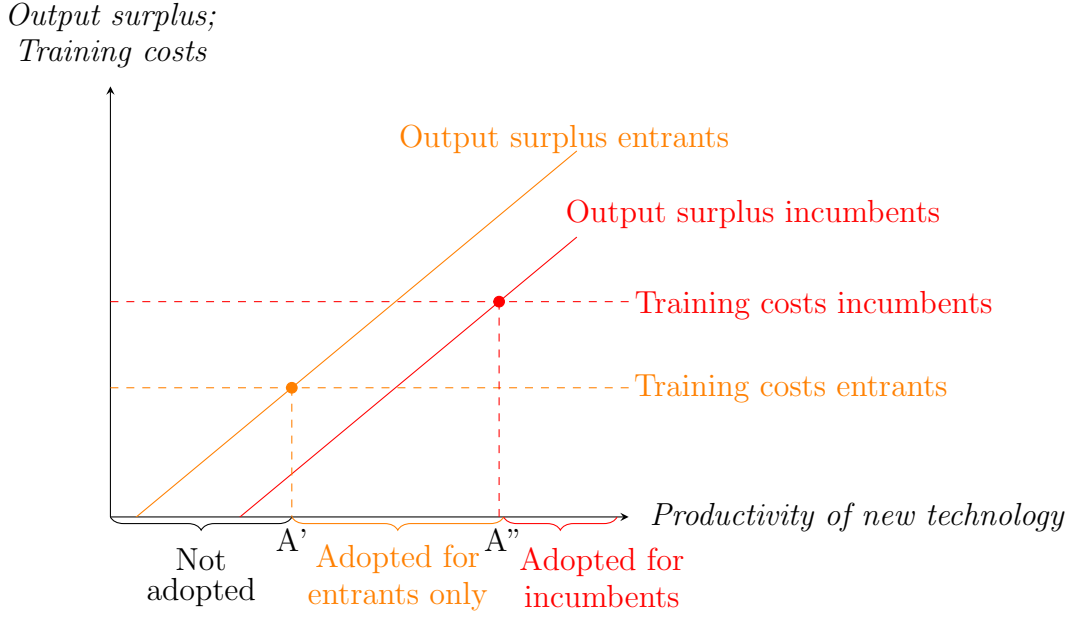 Output surplus;
Training costs
Output surplus entrants
Output surplus incumbents
Training costs incumbents
Training costs entrants
Productivity of new technology
A'
A"
Not
adopted
Adopted for
entrants only
Adopted for
incumbents